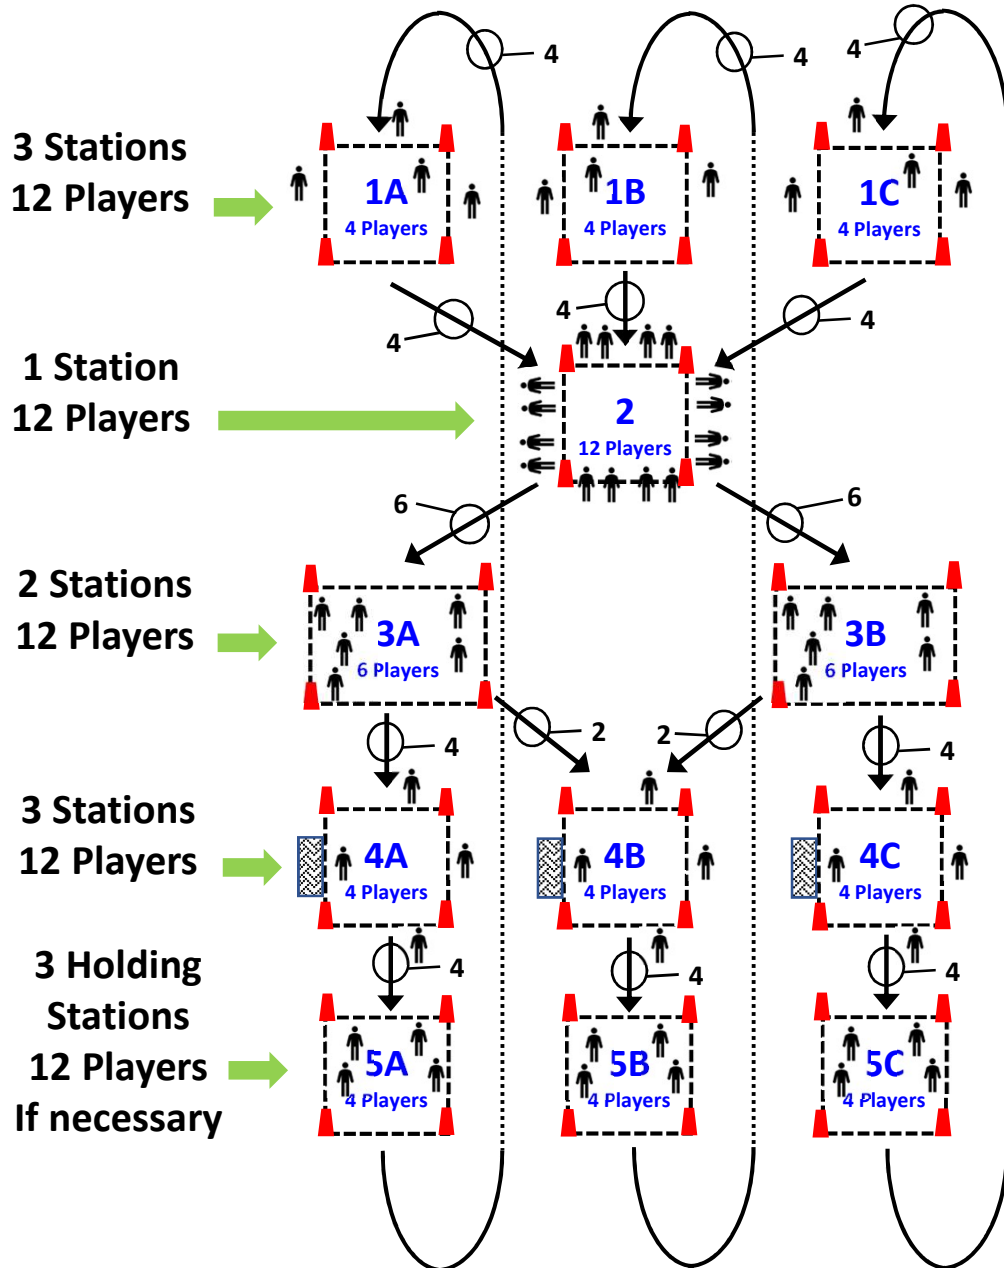 4
4
4
3 Stations
12 Players
1A
4 Players
1B
4 Players
1C
4 Players
4
4
4
1 Station
12 Players
2
12 Players
6
6
2 Stations
12 Players
3A
6 Players
3B
6 Players
4
2
2
4
3 Stations
12 Players
4A
4 Players
4B
4 Players
4C
4 Players
3 Holding
Stations
12 Players
If necessary
4
4
4
5A
4 Players
5B
4 Players
5C
4 Players